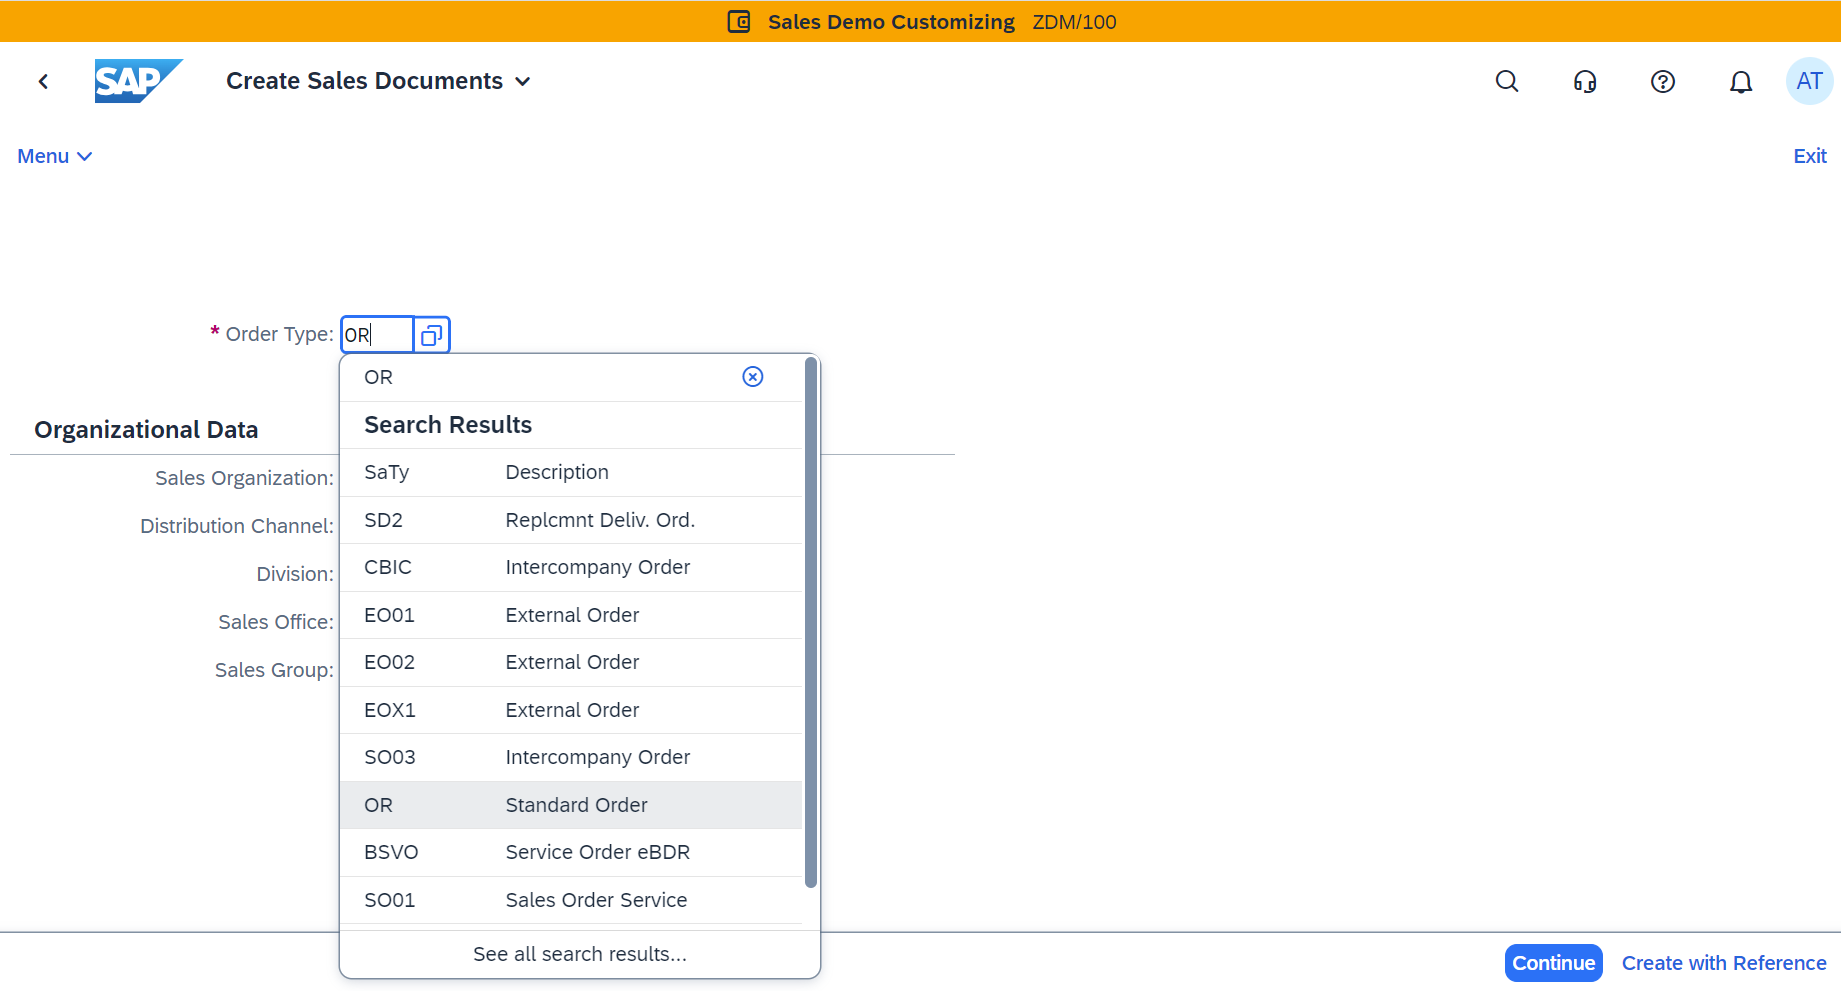 Sales Demo Customizing ZDM/100
SAP Create Sales Documents AT
Menu Exit
* Order Type: OR
OR
Search Results
SaTy Description
SD2 Replcmnt Deliv. Ord.
CBIC Intercompany Order
EO01 External Order
EO02 External Order
EOX1 External Order
SO03 Intercompany Order
OR Standard Order
BSVO Service Order eBDR
SO01 Sales Order Service
See all search results...
Organizational Data
Sales Organization:
Distribution Channel:
Division:
Sales Office:
Sales Group:
Continue Create with Reference